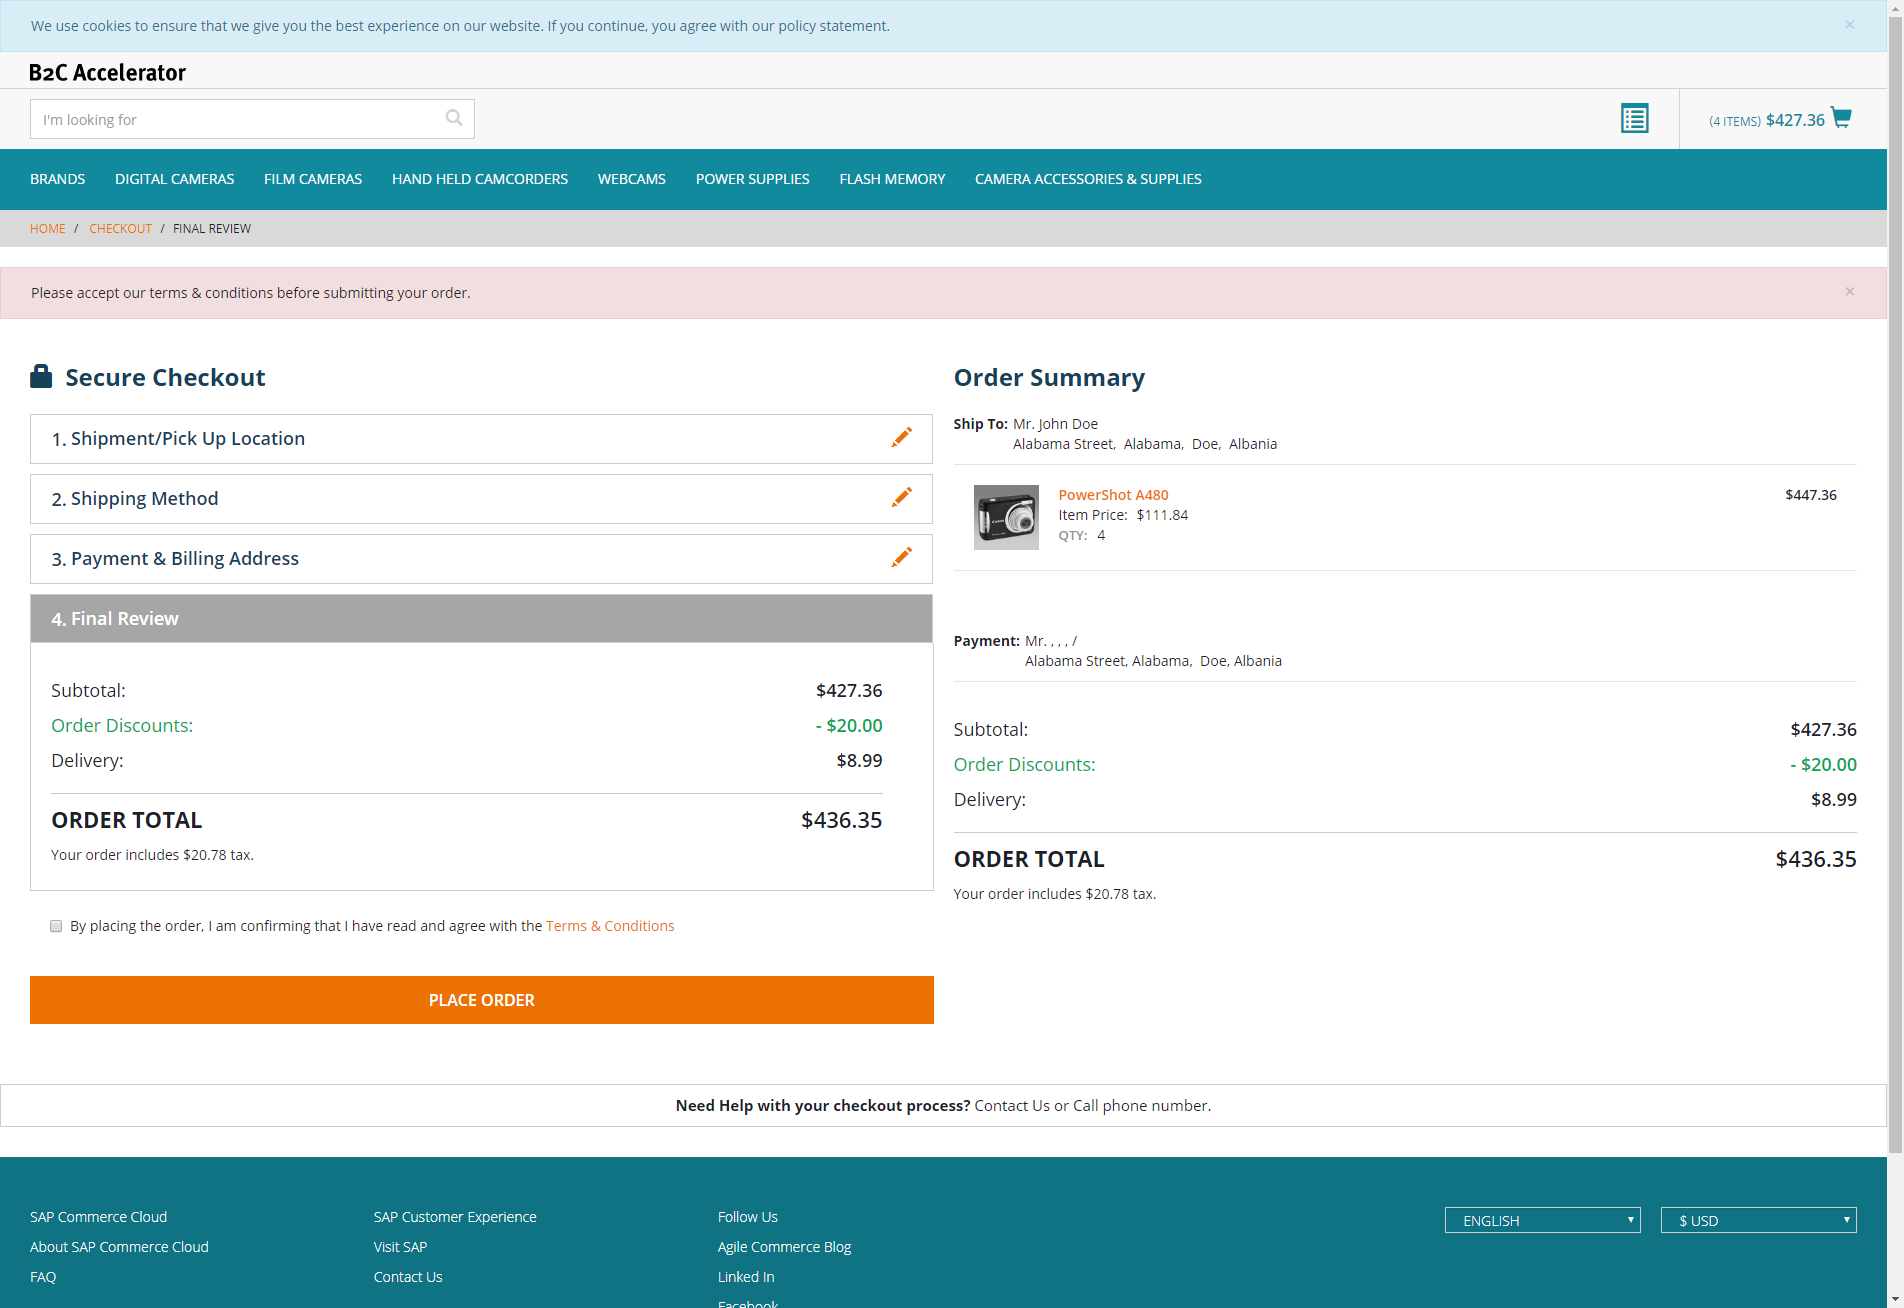 We use cookies to ensure that we give you the best experience on our website. If you continue, you agree with our policy statement. ×
B2C Accelerator
I'm looking for
(4 ITEMS) $427.36
BRANDS DIGITAL CAMERAS FILM CAMERAS HAND HELD CAMCORDERS WEBCAMS POWER SUPPLIES FLASH MEMORY CAMERA ACCESSORIES & SUPPLIES
HOME / CHECKOUT / FINAL REVIEW
Please accept our terms & conditions before submitting your order. ×
Secure Checkout
1. Shipment/Pick Up Location
2. Shipping Method
3. Payment & Billing Address
4. Final Review
Subtotal: $427.36
Order Discounts: - $20.00
Delivery: $8.99
ORDER TOTAL $436.35
Your order includes $20.78 tax.
By placing the order, I am confirming that I have read and agree with the Terms & Conditions
PLACE ORDER
Order Summary
Ship To: Mr. John Doe
Alabama Street, Alabama, Doe, Albania
PowerShot A480 $447.36
Item Price: $111.84
QTY: 4
Payment: Mr. , , , /
Alabama Street, Alabama, Doe, Albania
Subtotal: $427.36
Order Discounts: - $20.00
Delivery: $8.99
ORDER TOTAL $436.35
Your order includes $20.78 tax.
Need Help with your checkout process? Contact Us or Call phone number.
SAP Commerce Cloud
About SAP Commerce Cloud
FAQ
SAP Customer Experience
Visit SAP
Contact Us
Follow Us
Agile Commerce Blog
Linked In
Facebook
ENGLISH
$ USD